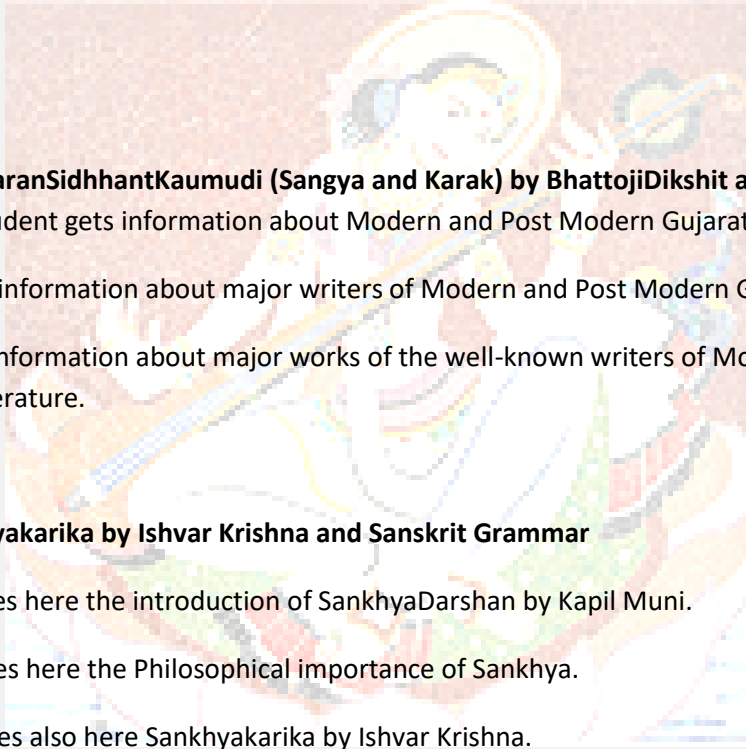 aranSidhhantKaumudi (Sangya and Karak) by BhattojiDikshit a
udent gets information about Modern and Post Modern Gujarat
information about major writers of Modern and Post Modern G
nformation about major works of the well-known writers of Mo
erature.
yakarika by Ishvar Krishna and Sanskrit Grammar
es here the introduction of SankhyaDarshan by Kapil Muni.
es here the Philosophical importance of Sankhya.
es also here Sankhyakarika by Ishvar Krishna.